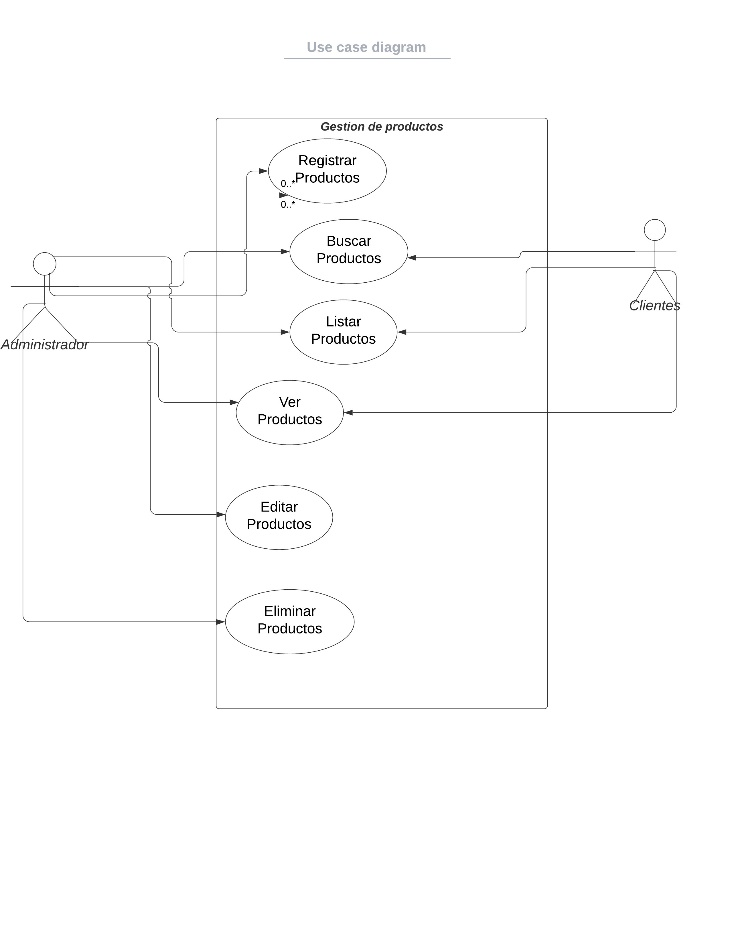 Use case diagram
Gestion de productos
Registrar
Productos
0..*
0..*
Buscar
Productos
Clientes
Listar
Productos
Administrador
Ver
Productos
Editar
Productos
Eliminar
Productos